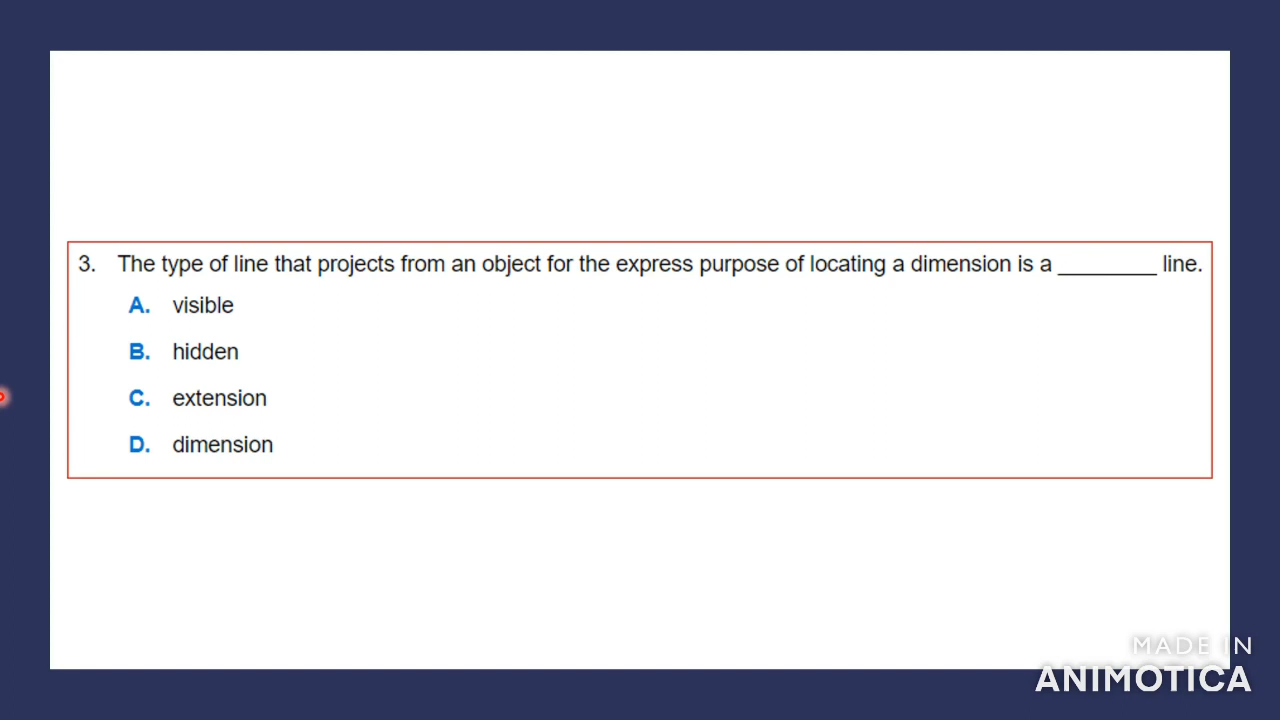 3. The type of line that projects from an object for the express purpose of locating a dimension is a ________ line.
A. visible
B. hidden
C. extension
D. dimension
MADE IN
ANIMOTICA